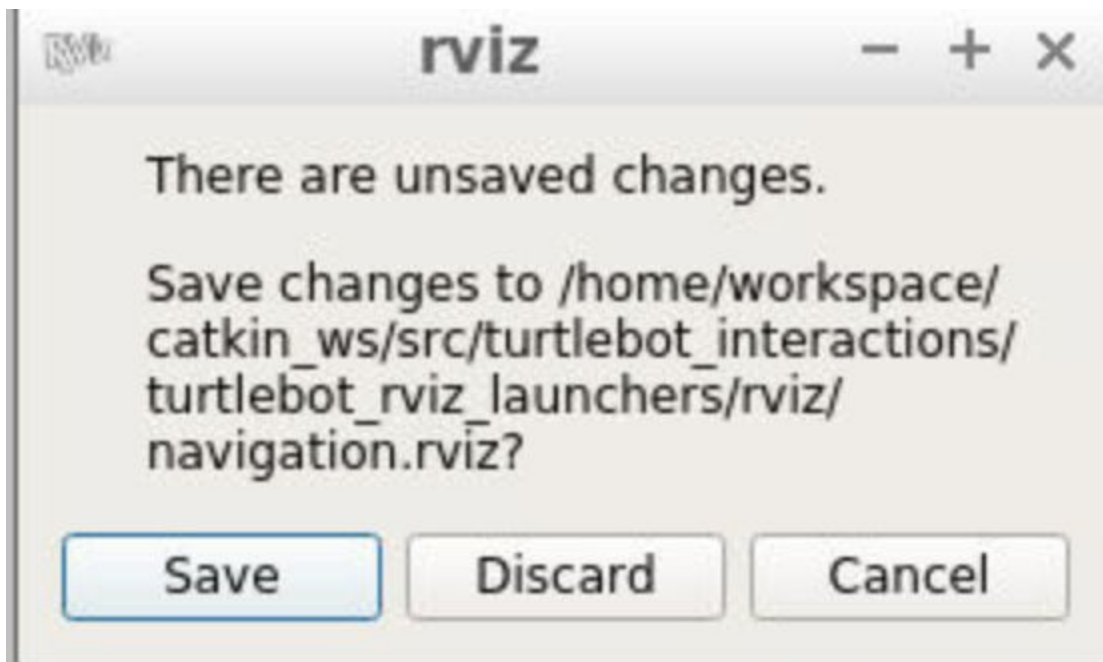 RViz
rviz
There are unsaved changes.
Save changes to /home/workspace/
catkin_ws/src/turtlebot_interactions/
turtlebot_rviz_launchers/rviz/
navigation.rviz?
Save
Discard
Cancel